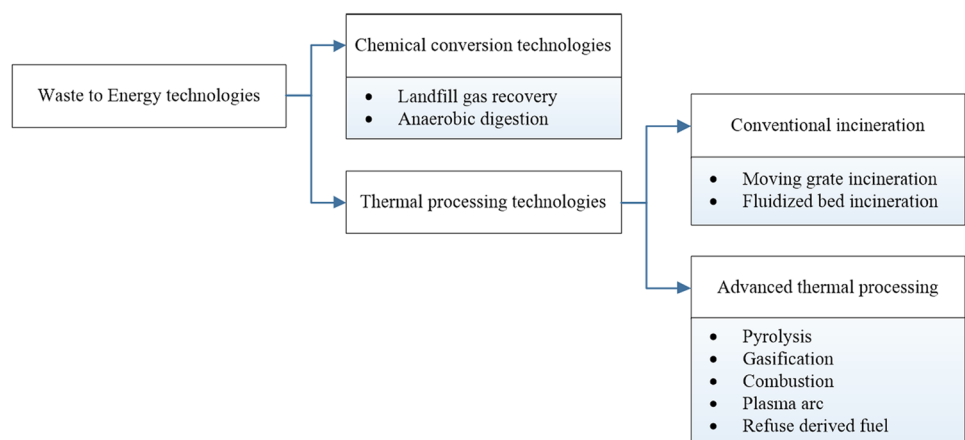 Waste to Energy technologies
Chemical conversion technologies
• Landfill gas recovery
• Anaerobic digestion
Thermal processing technologies
Conventional incineration
• Moving grate incineration
• Fluidized bed incineration
Advanced thermal processing
• Pyrolysis
• Gasification
• Combustion
• Plasma arc
• Refuse derived fuel